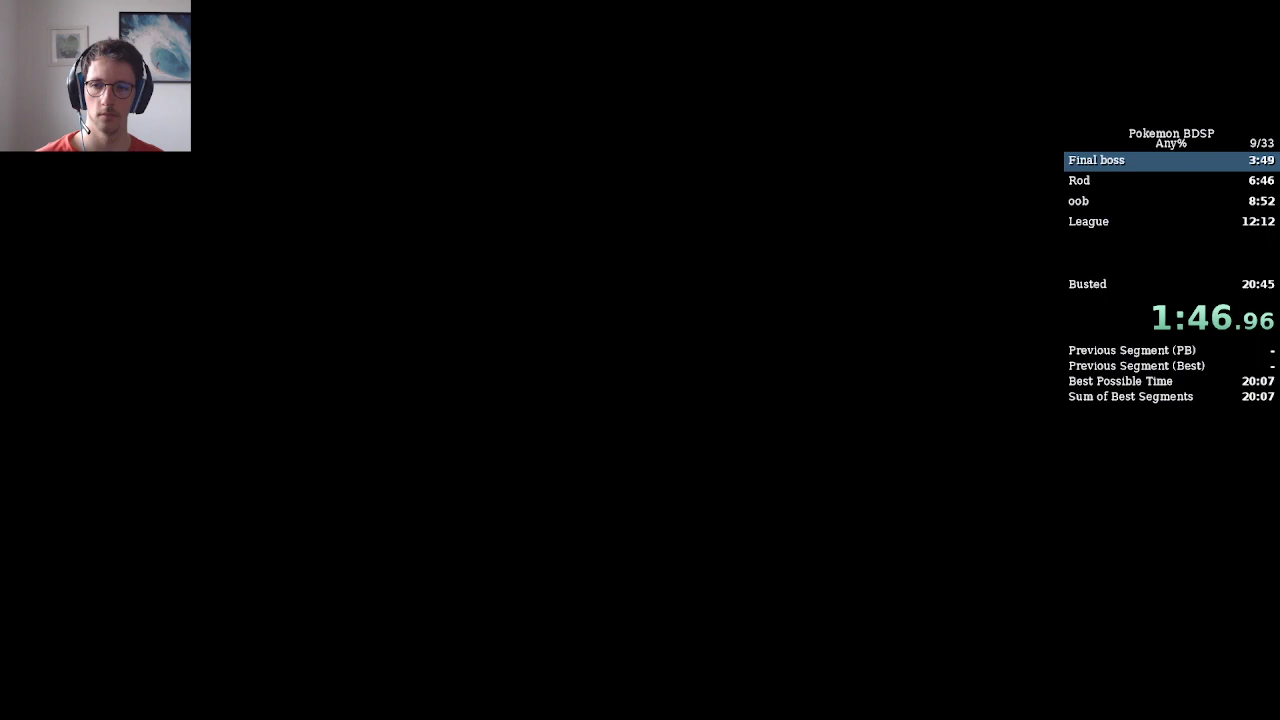 Pokemon BDSP
Any% 9/33
Final boss 3:49
Rod 6:46
oob 8:52
League 12:12
Busted 20:45
1:46.96
Previous Segment (PB) -
Previous Segment (Best) -
Best Possible Time 20:07
Sum of Best Segments 20:07